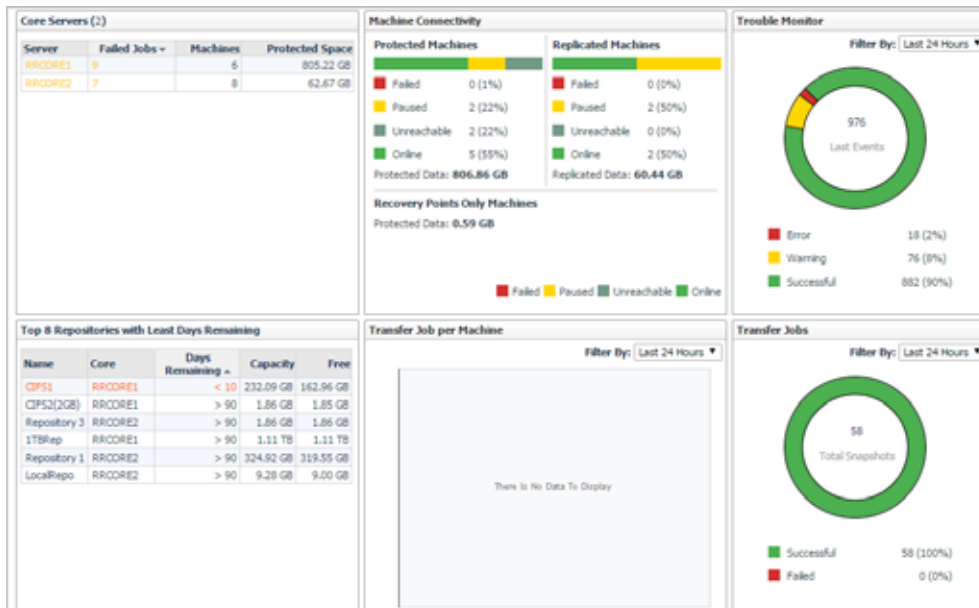 Core Servers (2)
Server Failed Jobs Machines Protected Space
RRCORE1 9 6 805.22 GB
RRCORE2 7 8 62.67 GB
Machine Connectivity
Protected Machines
Failed 0 (1%)
Paused 2 (22%)
Unreachable 2 (22%)
Online 5 (55%)
Protected Data: 806.86 GB
Replicated Machines
Failed 0 (0%)
Paused 2 (50%)
Unreachable 0 (0%)
Online 2 (50%)
Replicated Data: 60.44 GB
Recovery Points Only Machines
Protected Data: 0.59 GB
Failed Paused Unreachable Online
Trouble Monitor
Filter By: Last 24 Hours
976
Last Events
Error 18 (2%)
Warning 76 (8%)
Successful 882 (90%)
Top 8 Repositories with Least Days Remaining
Name Core Days Remaining Capacity Free
CIFS1 RRCORE1 < 10 232.09 GB 162.96 GB
CIFS2(2GB) RRCORE1 > 90 1.86 GB 1.85 GB
Repository 3 RRCORE2 > 90 1.86 GB 1.86 GB
1TBRep RRCORE1 > 90 1.11 TB 1.11 TB
Repository 1 RRCORE2 > 90 324.92 GB 319.55 GB
LocalRepo RRCORE2 > 90 9.28 GB 9.00 GB
Transfer Job per Machine
Filter By: Last 24 Hours
There Is No Data To Display
Transfer Jobs
Filter By: Last 24 Hours
58
Total Snapshots
Successful 58 (100%)
Failed 0 (0%)